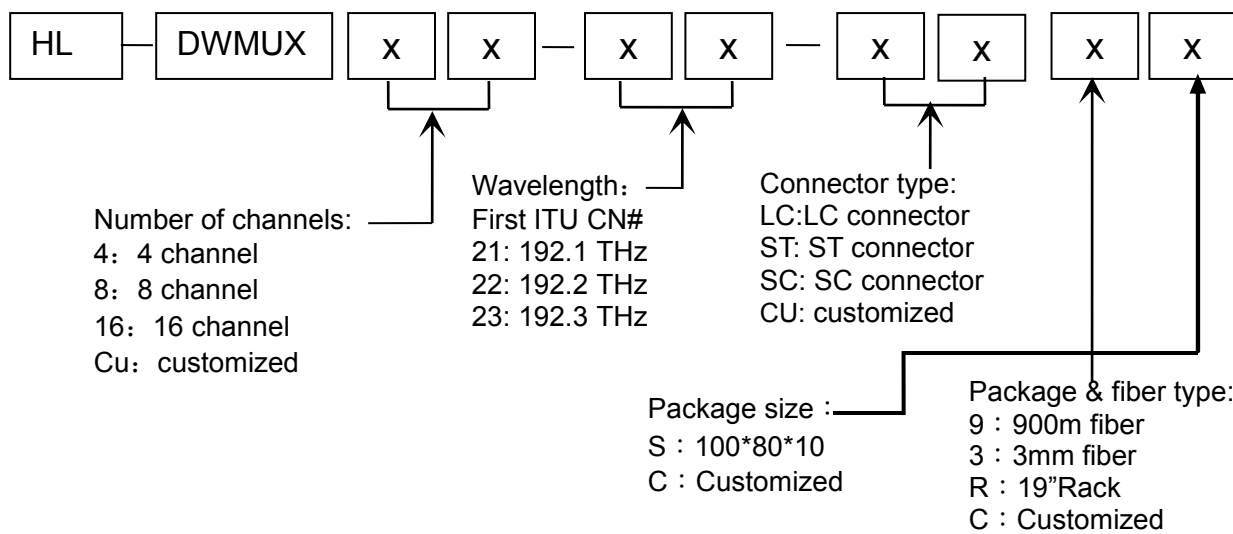 HL DWMUX x x x x x x x x
Number of channels:
4：4 channel
8：8 channel
16：16 channel
Cu：customized
Wavelength：
First ITU CN#
21: 192.1 THz
22: 192.2 THz
23: 192.3 THz
Connector type:
LC:LC connector
ST: ST connector
SC: SC connector
CU: customized
Package size：
S：100*80*10
C：Customized
Package & fiber type:
9：900m fiber
3：3mm fiber
R：19”Rack
C：Customized